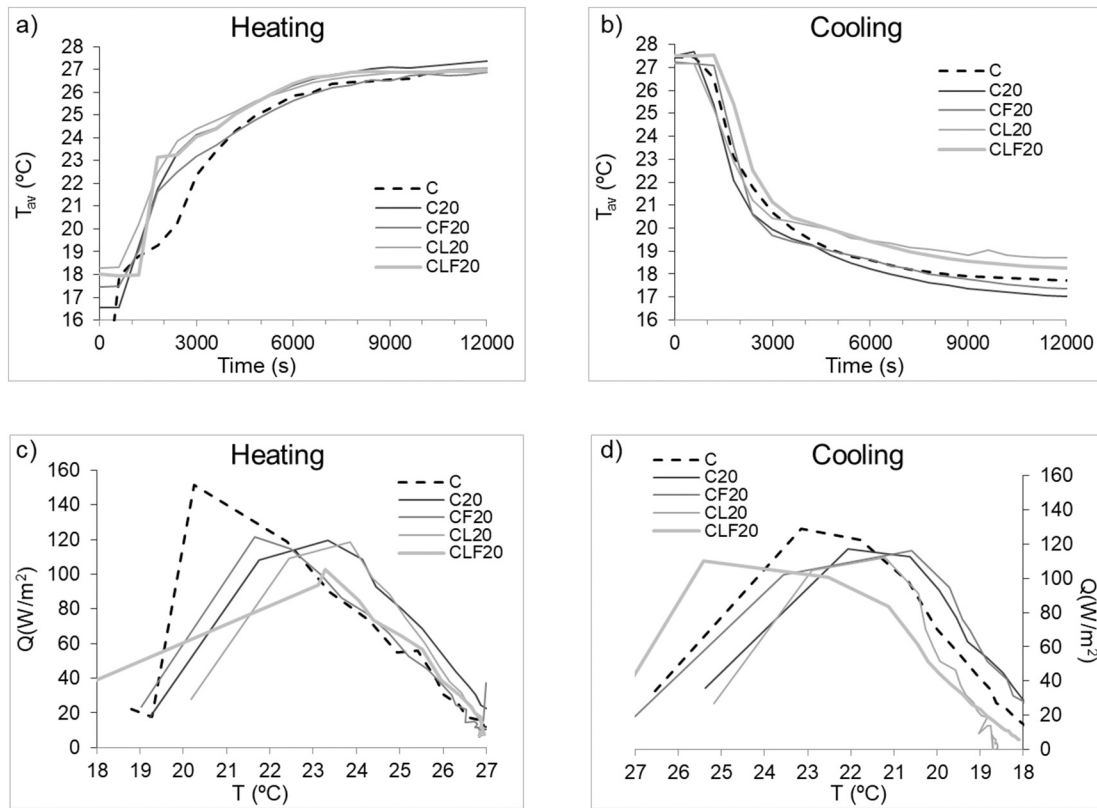 a)
Heating
28
27
26
25
24
23
22
21
20
19
18
17
16
Tav (ºC)
C
C20
CF20
CL20
CLF20
0 3000 6000 9000 12000
Time (s)
b)
Cooling
28
27
26
25
24
23
22
21
20
19
18
17
16
Tav (ºC)
C
C20
CF20
CL20
CLF20
0 3000 6000 9000 12000
Time (s)
c)
Heating
160
140
120
100
80
60
40
20
0
Q(W/m²)
C
C20
CF20
CL20
CLF20
18 19 20 21 22 23 24 25 26 27
T (ºC)
d)
Cooling
C
C20
CF20
CL20
CLF20
160
140
120
100
80
60
40
20
0
Q(W/m²)
27 26 25 24 23 22 21 20 19 18
T (ºC)